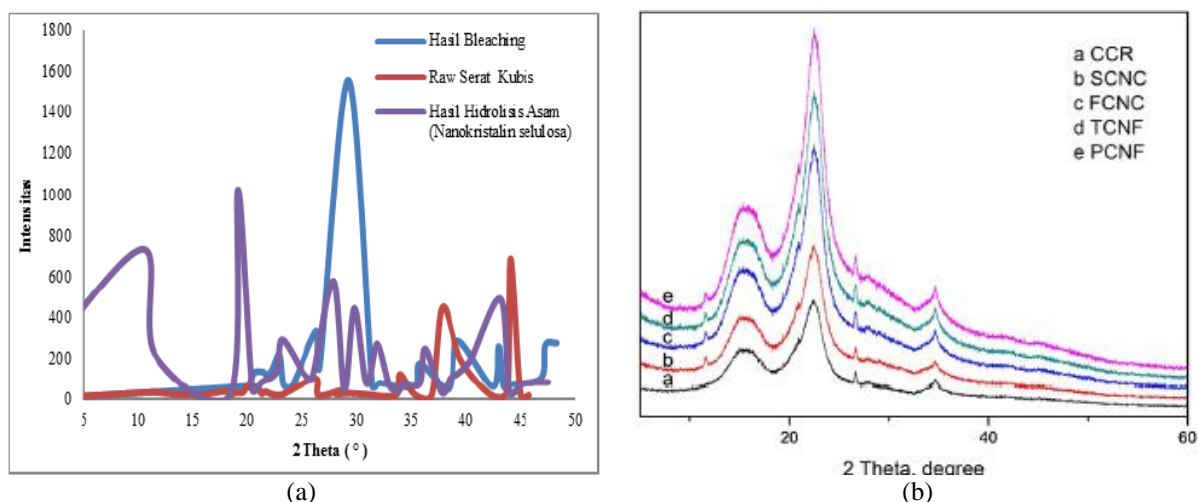 1800
1600
1400
1200
1000
800
600
400
200
0
Intensitas
5
10
15
20
25
30
35
40
45
50
2 Theta ( ° )
Hasil Bleaching
Raw Serat Kubis
Hasil Hidrolisis Asam
(Nanokristalin selulosa)
(a)
a CCR
b SCNC
c FCNC
d TCNF
e PCNF
e
d
c
b
a
20
40
60
2 Theta, degree
(b)